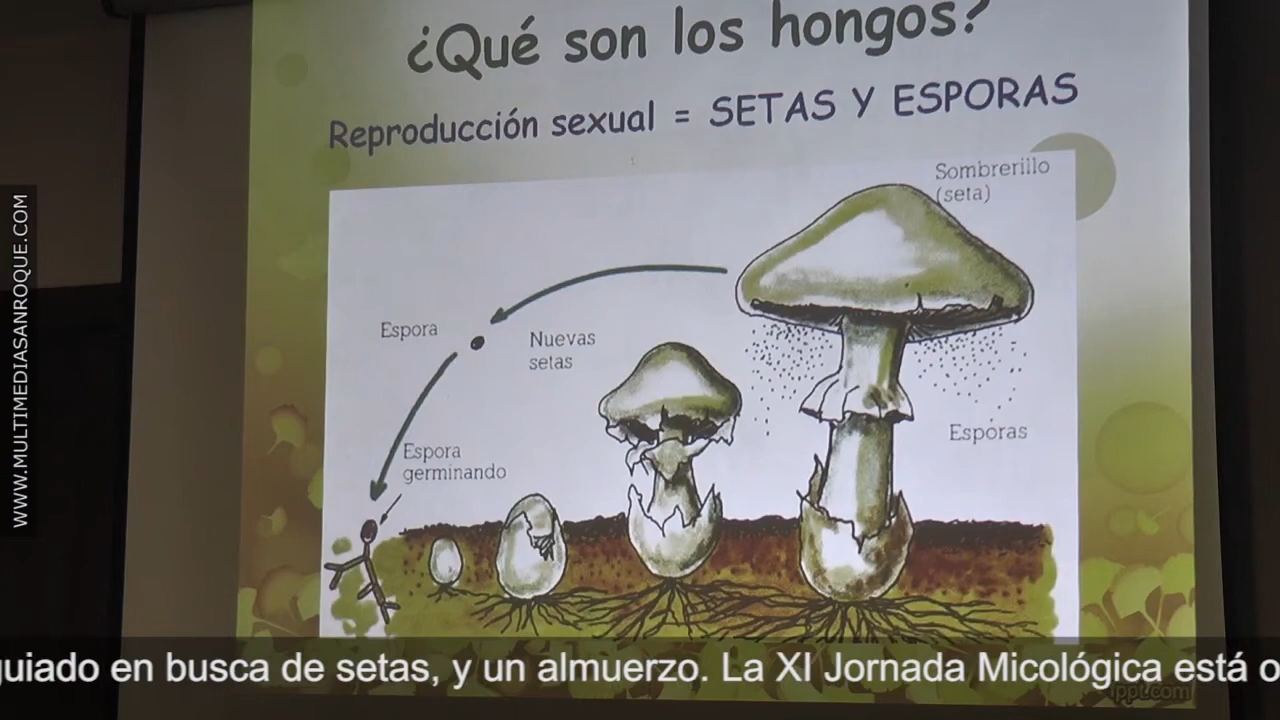 ¿Qué son los hongos?
Reproducción sexual = SETAS Y ESPORAS
Sombrerillo
(seta)
Espora
Nuevas
setas
Esporas
Espora
germinando
WWW.MULTIMEDIASANROQUE.COM
guiado en busca de setas, y un almuerzo. La XI Jornada Micológica está o